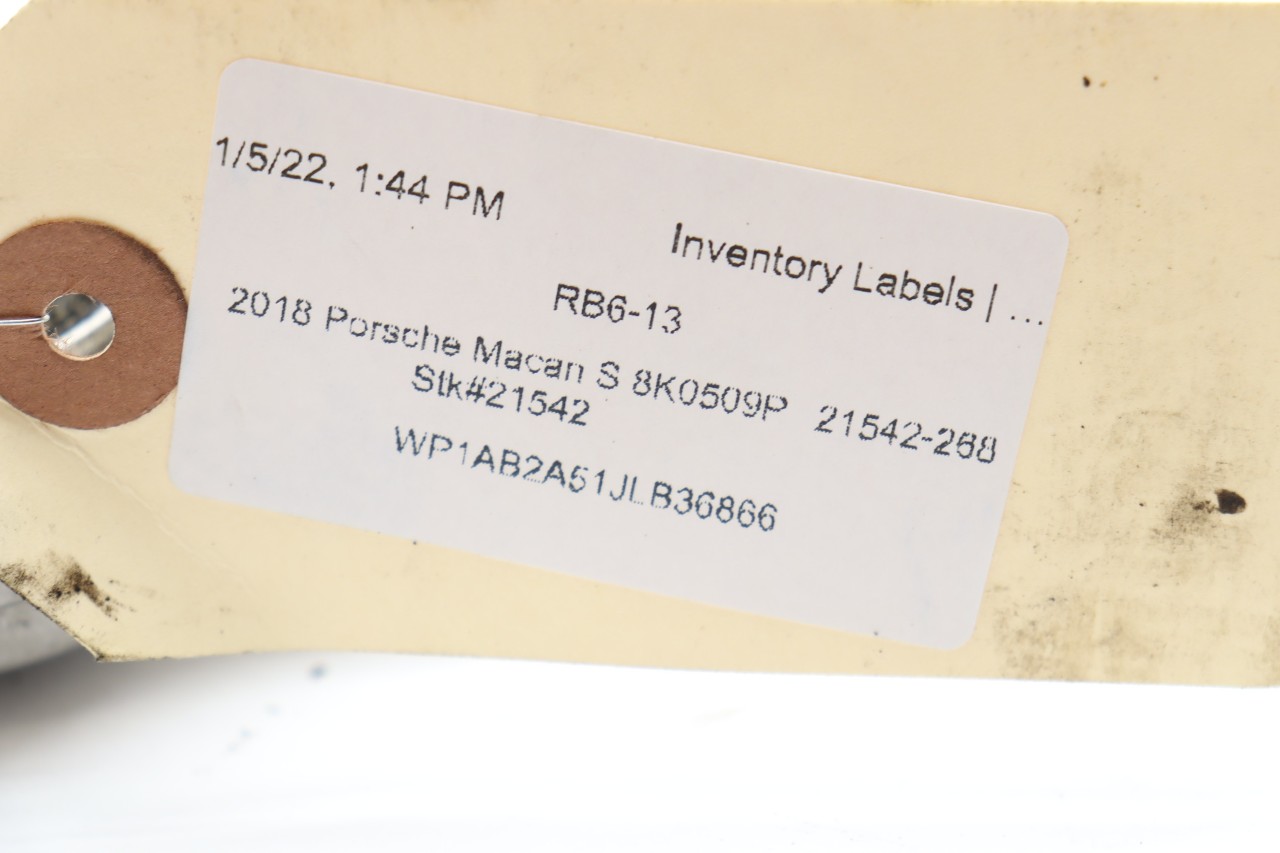 1/5/22, 1:44 PM
Inventory Labels | ...
RB6-13
2018 Porsche Macan S 8K0509P 21542-268
Stk#21542
WP1AB2A51JLB36866